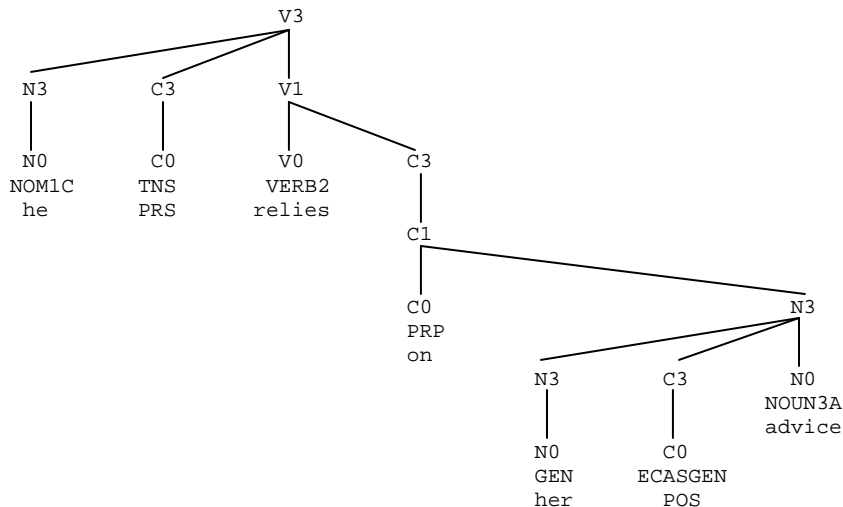 V3
N3 C3 V1
N0 C0 V0 C3
NOM1C TNS VERB2
he PRS relies
C1
C0 N3
PRP
on
N3 C3 N0
NOUN3A
advice
N0 C0
GEN ECASGEN
her POS